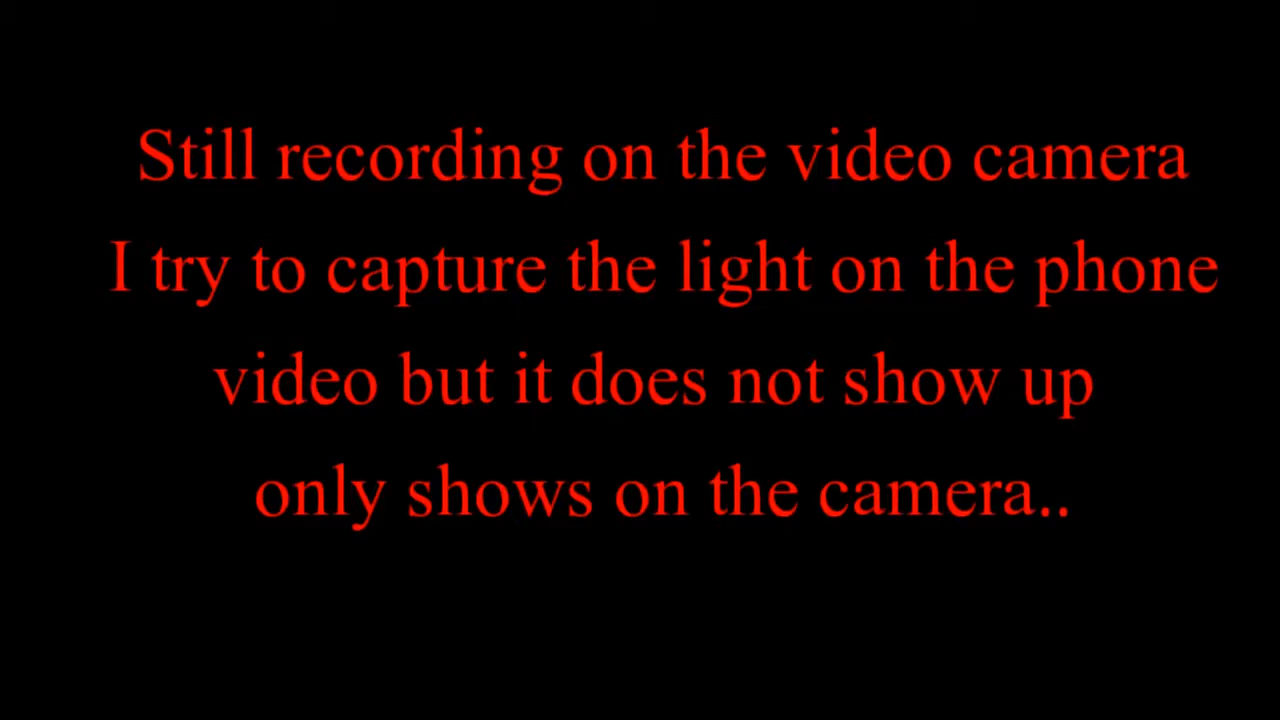 Still recording on the video camera
I try to capture the light on the phone
video but it does not show up
only shows on the camera..